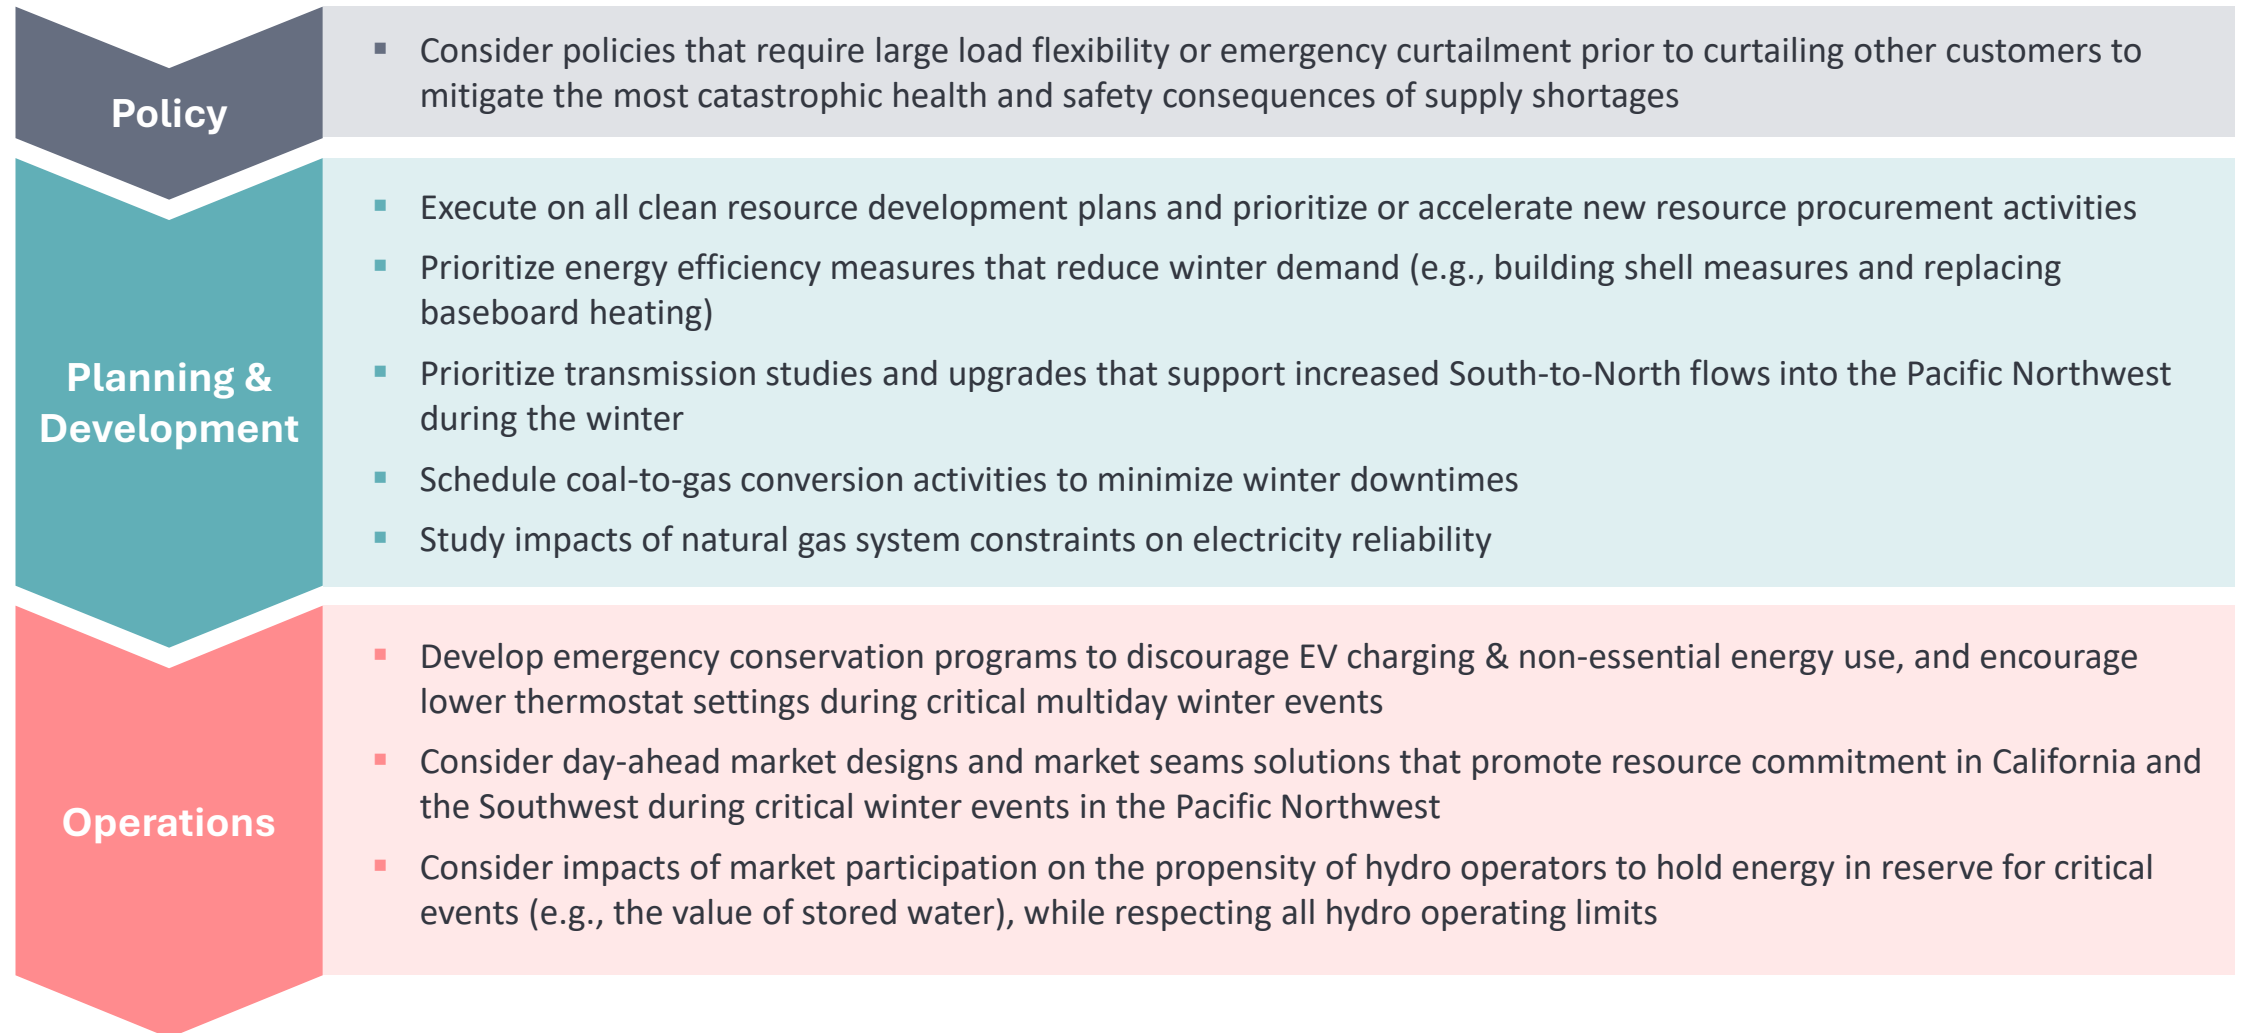 Policy
▪ Consider policies that require large load flexibility or emergency curtailment prior to curtailing other customers to
mitigate the most catastrophic health and safety consequences of supply shortages
Planning &
Development
▪ Execute on all clean resource development plans and prioritize or accelerate new resource procurement activities
▪ Prioritize energy efficiency measures that reduce winter demand (e.g., building shell measures and replacing
baseboard heating)
▪ Prioritize transmission studies and upgrades that support increased South-to-North flows into the Pacific Northwest
during the winter
▪ Schedule coal-to-gas conversion activities to minimize winter downtimes
▪ Study impacts of natural gas system constraints on electricity reliability
Operations
▪ Develop emergency conservation programs to discourage EV charging & non-essential energy use, and encourage
lower thermostat settings during critical multiday winter events
▪ Consider day-ahead market designs and market seams solutions that promote resource commitment in California and
the Southwest during critical winter events in the Pacific Northwest
▪ Consider impacts of market participation on the propensity of hydro operators to hold energy in reserve for critical
events (e.g., the value of stored water), while respecting all hydro operating limits